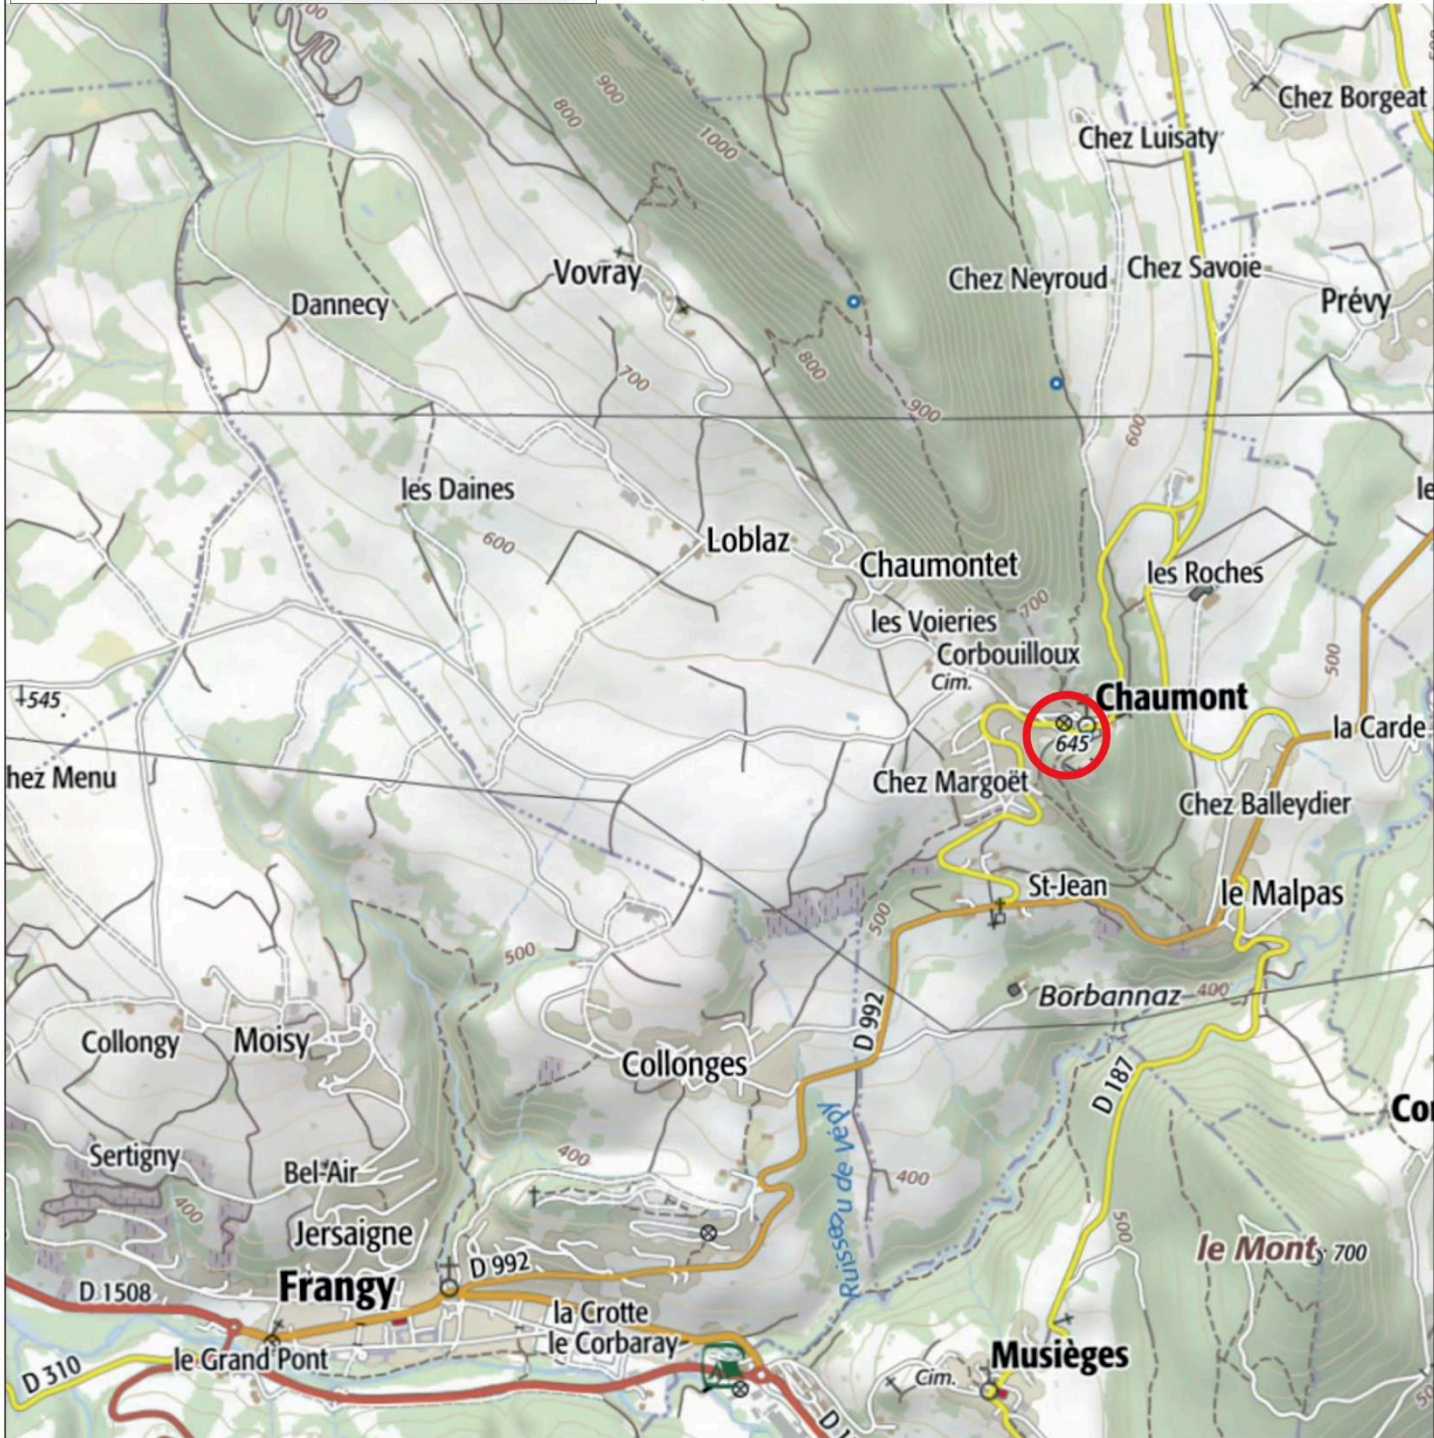 900
800
1000
Chez Borgeat
Chez Luisaty
Vovray
Chez Neyroud
Chez Savoie
Dannecy
Prévy
800
700
900
600
les Daines
le
600
Loblaz
Chaumontet
les Roches
700
les Voieries
Corbouilloux
500
Cim.
Chaumont
545
la Carde
645
hez Menu
Chez Margoët
Chez Balleydier
St-Jean
le Malpas
500
500
Borbannaz
400
D 992
Collongy
Moisy
Collonges
D 187
Co
Ruisseau de Vépy
Sertigny
Bel-Air
400
400
400
500
Jersaigne
le Mont
700
D 992
Frangy
D 1508
la Crotte
le Corbaray
le Grand Pont
Musièges
D 310
Cim.
D 1